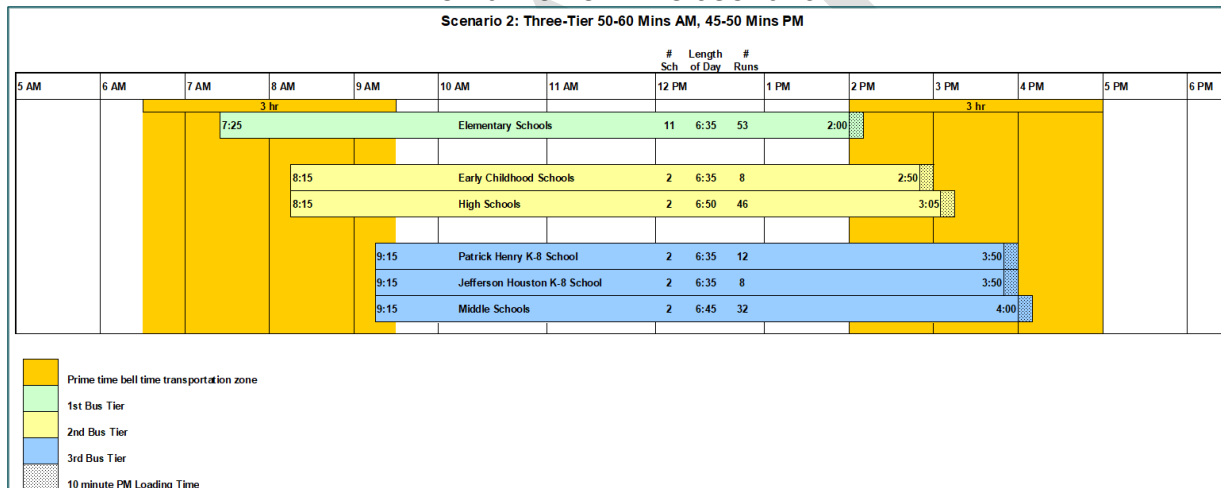 Scenario 2: Three-Tier 50-60 Mins AM, 45-50 Mins PM
# Length #
Sch of Day Runs
5 AM 6 AM 7 AM 8 AM 9 AM 10 AM 11 AM 12 PM 1 PM 2 PM 3 PM 4 PM 5 PM 6 PM
3 hr 3 hr
7:25 Elementary Schools 11 6:35 53 2:00
8:15 Early Childhood Schools 2 6:35 8 2:50
8:15 High Schools 2 6:50 46 3:05
9:15 Patrick Henry K-8 School 2 6:35 12 3:50
9:15 Jefferson Houston K-8 School 2 6:35 8 3:50
9:15 Middle Schools 2 6:45 32 4:00
Prime time bell time transportation zone
1st Bus Tier
2nd Bus Tier
3rd Bus Tier
10 minute PM Loading Time